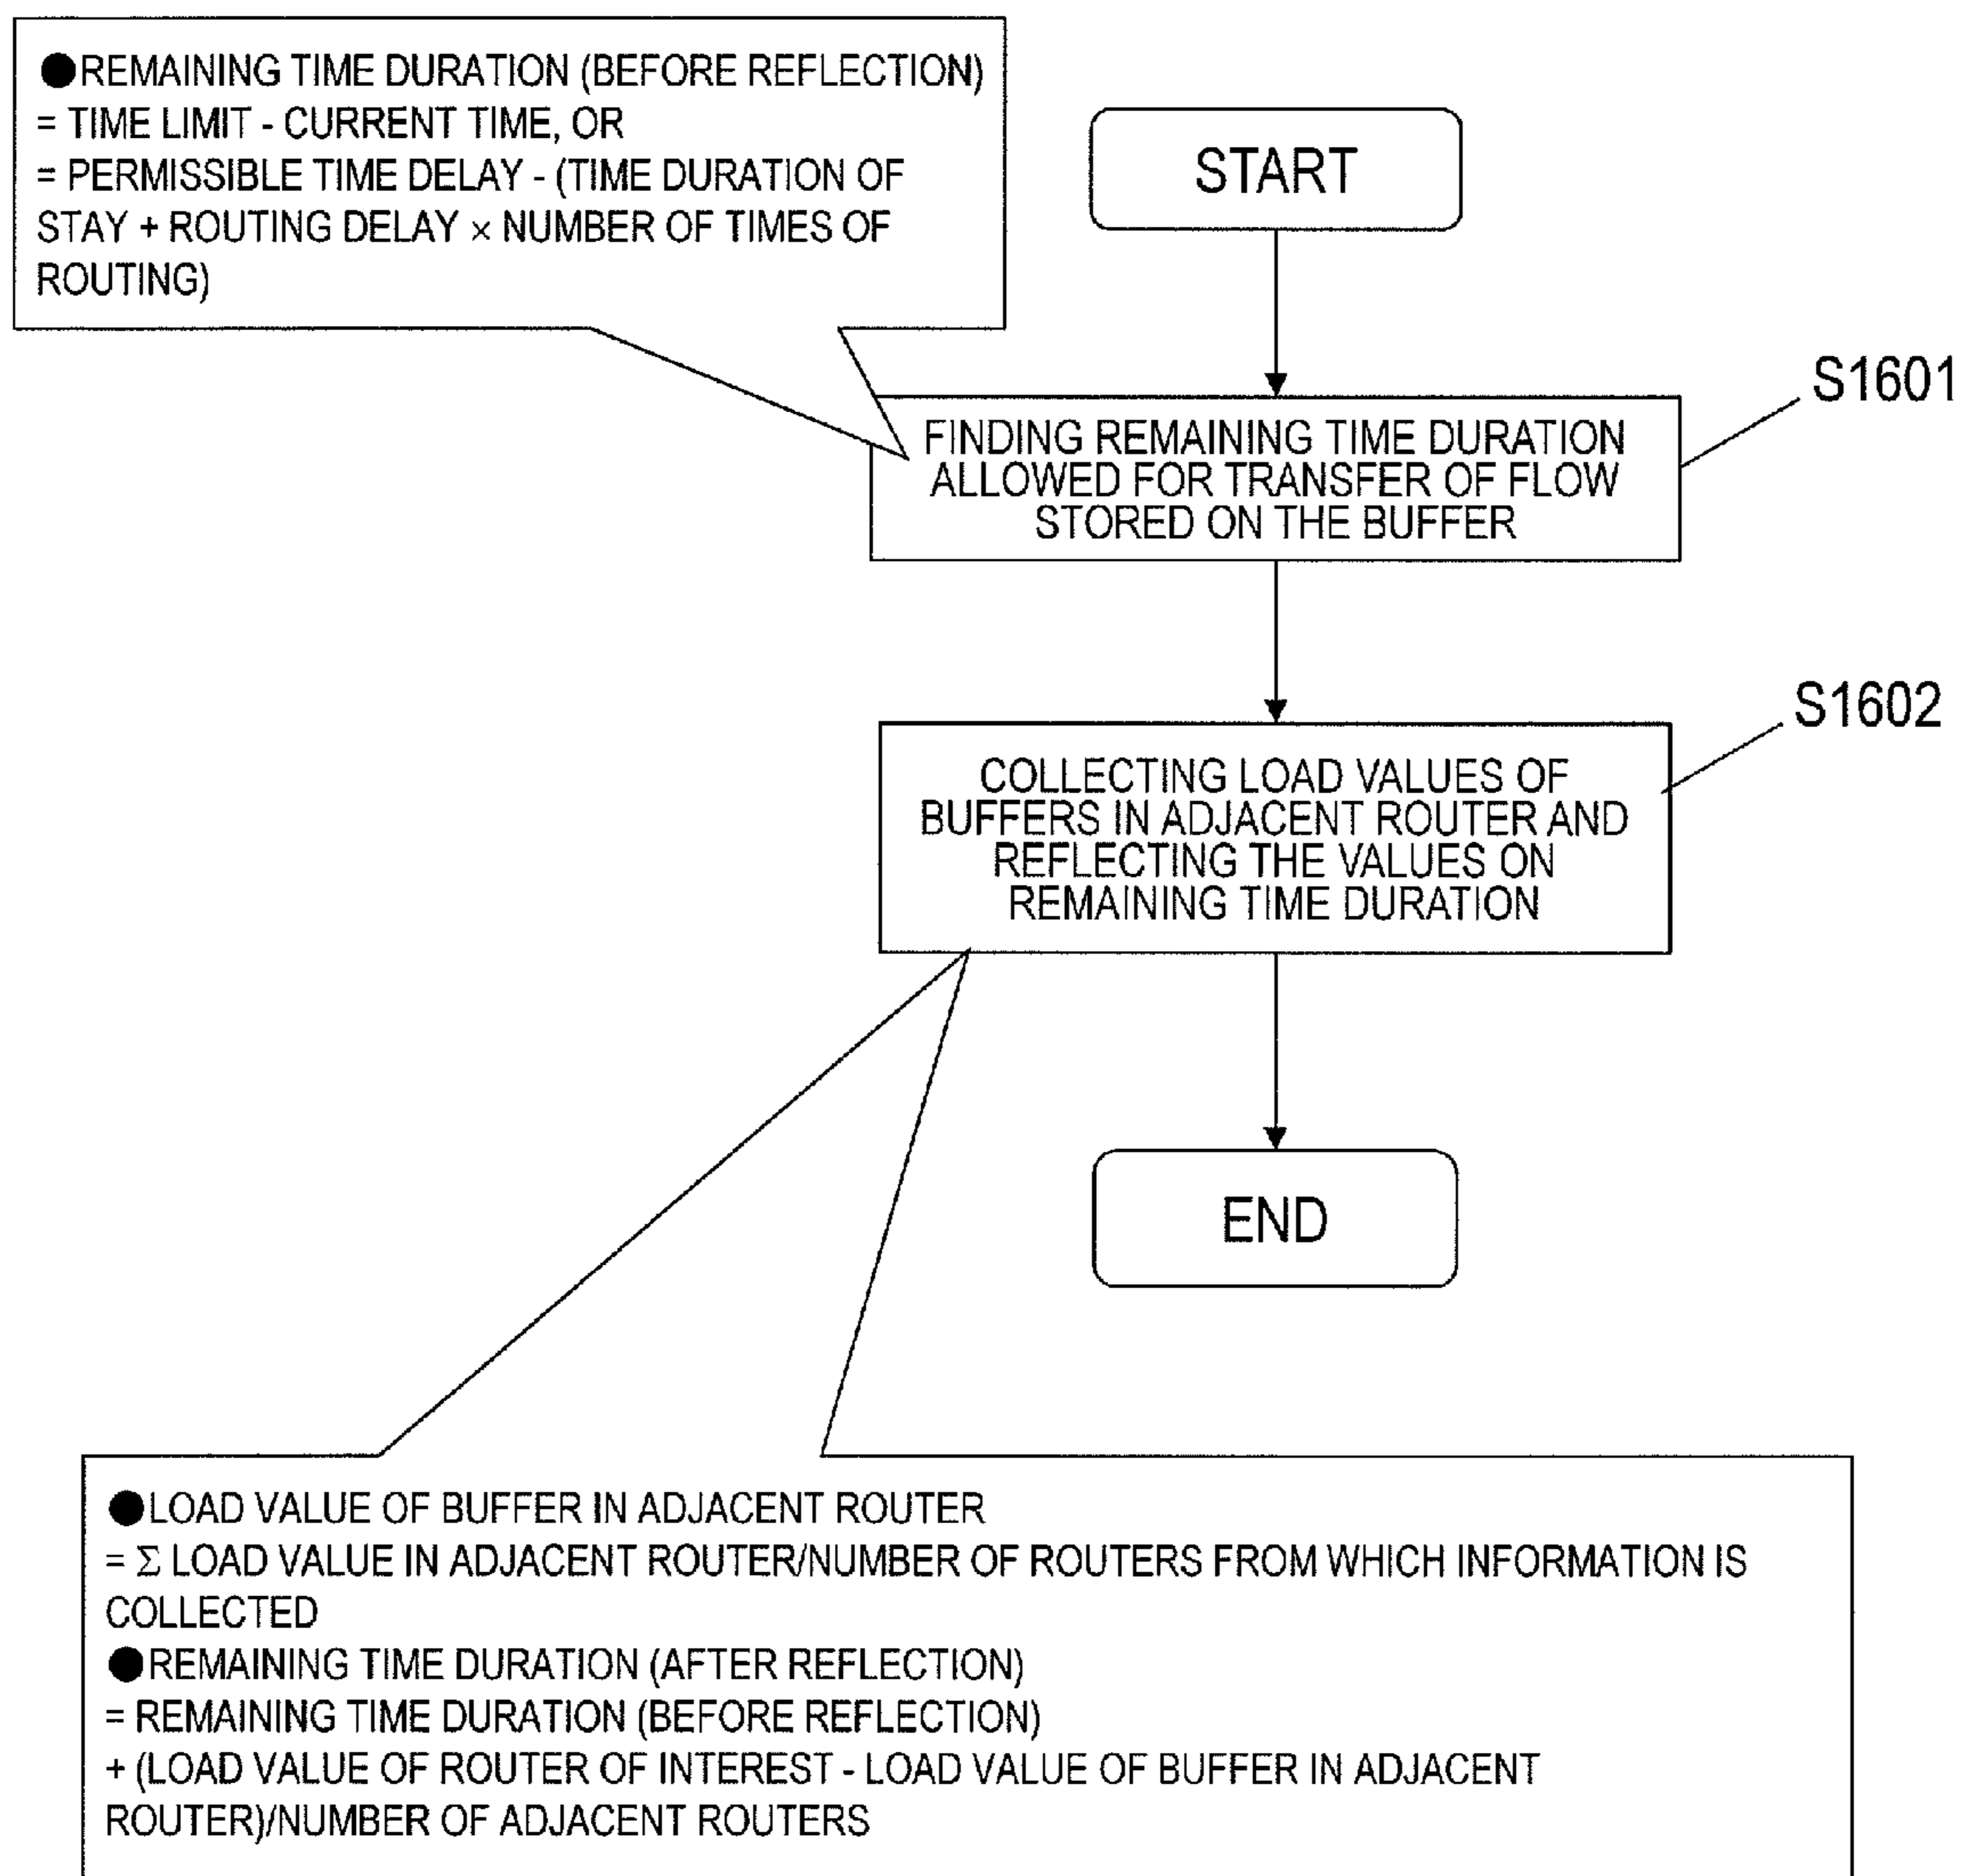 ●REMAINING TIME DURATION (BEFORE REFLECTION)
= TIME LIMIT - CURRENT TIME, OR
= PERMISSIBLE TIME DELAY - (TIME DURATION OF
STAY + ROUTING DELAY × NUMBER OF TIMES OF
ROUTING)
START
S1601
FINDING REMAINING TIME DURATION
ALLOWED FOR TRANSFER OF FLOW
STORED ON THE BUFFER
S1602
COLLECTING LOAD VALUES OF
BUFFERS IN ADJACENT ROUTER AND
REFLECTING THE VALUES ON
REMAINING TIME DURATION
END
●LOAD VALUE OF BUFFER IN ADJACENT ROUTER
= Σ LOAD VALUE IN ADJACENT ROUTER/NUMBER OF ROUTERS FROM WHICH INFORMATION IS
COLLECTED
●REMAINING TIME DURATION (AFTER REFLECTION)
= REMAINING TIME DURATION (BEFORE REFLECTION)
+ (LOAD VALUE OF ROUTER OF INTEREST - LOAD VALUE OF BUFFER IN ADJACENT
ROUTER)/NUMBER OF ADJACENT ROUTERS